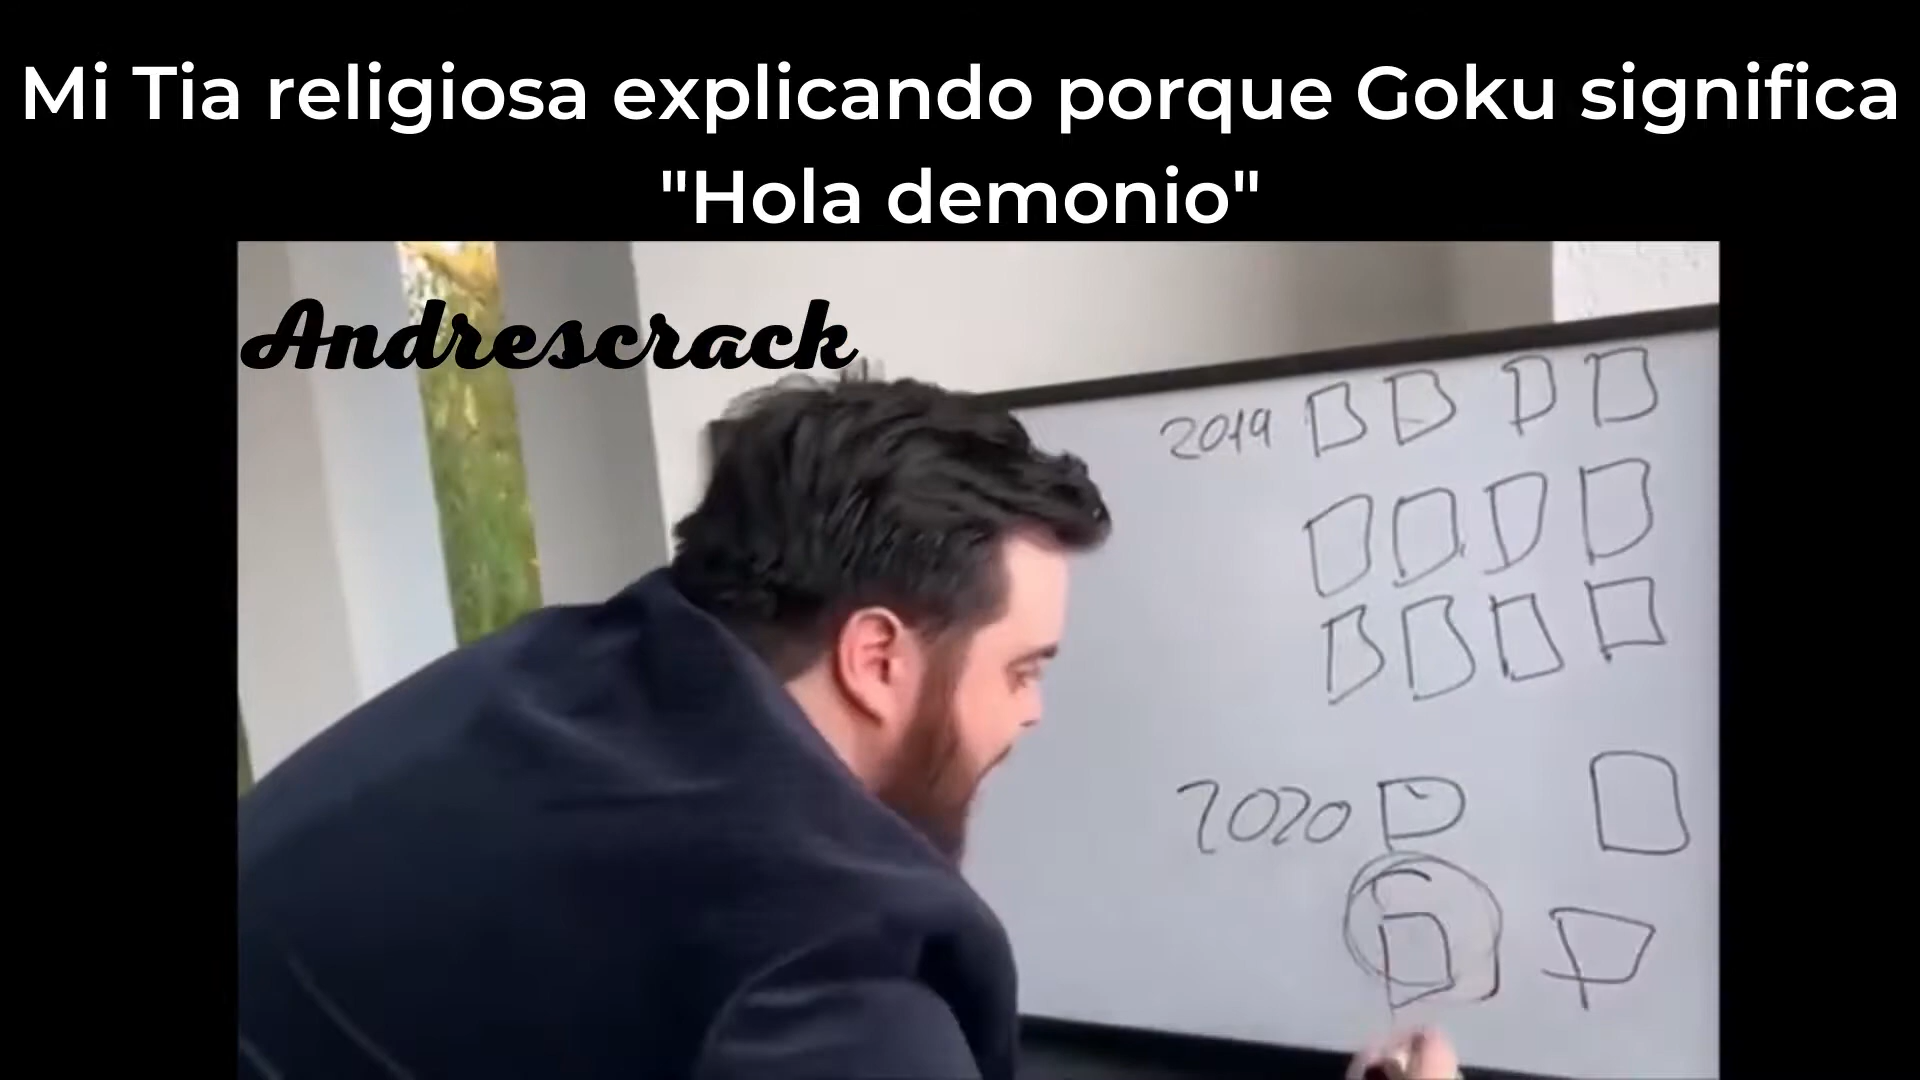 Mi Tia religiosa explicando porque Goku significa
"Hola demonio"
Andrescrack
2019
2020